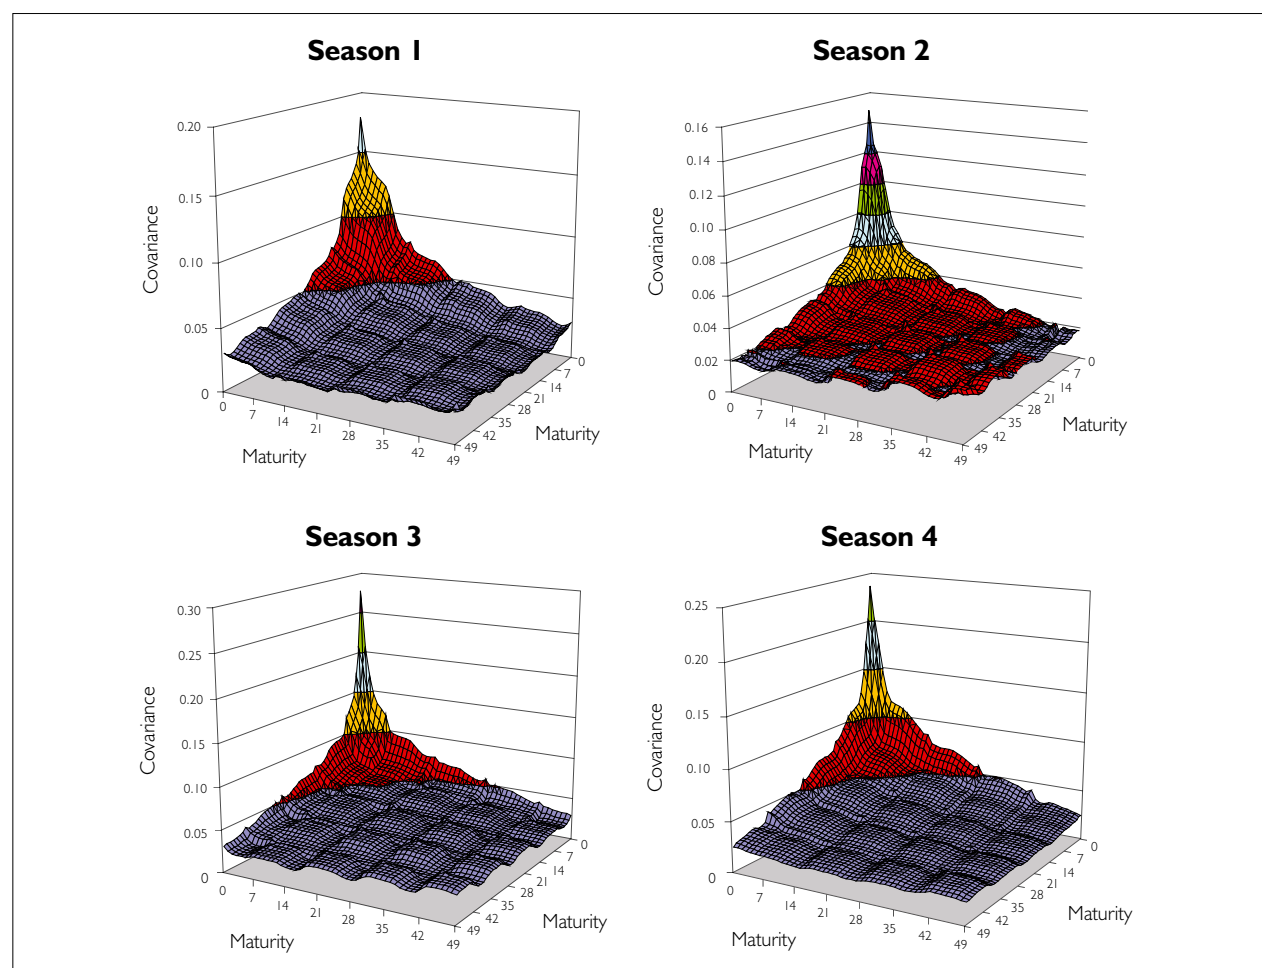 Season 1
0.20
0.15
0.10
0.05
0
Covariance
0 7 14 21 28 35 42 49
Maturity
49 42 35 28 21 14 7 0
Maturity
Season 2
0.16
0.14
0.12
0.10
0.08
0.06
0.04
0.02
0
Covariance
0 7 14 21 28 35 42 49
Maturity
49 42 35 28 21 14 7 0
Maturity
Season 3
0.30
0.25
0.20
0.15
0.10
0.05
0
Covariance
0 7 14 21 28 35 42 49
Maturity
49 42 35 28 21 14 7 0
Maturity
Season 4
0.25
0.20
0.15
0.10
0.05
0
Covariance
0 7 14 21 28 35 42 49
Maturity
49 42 35 28 21 14 7 0
Maturity